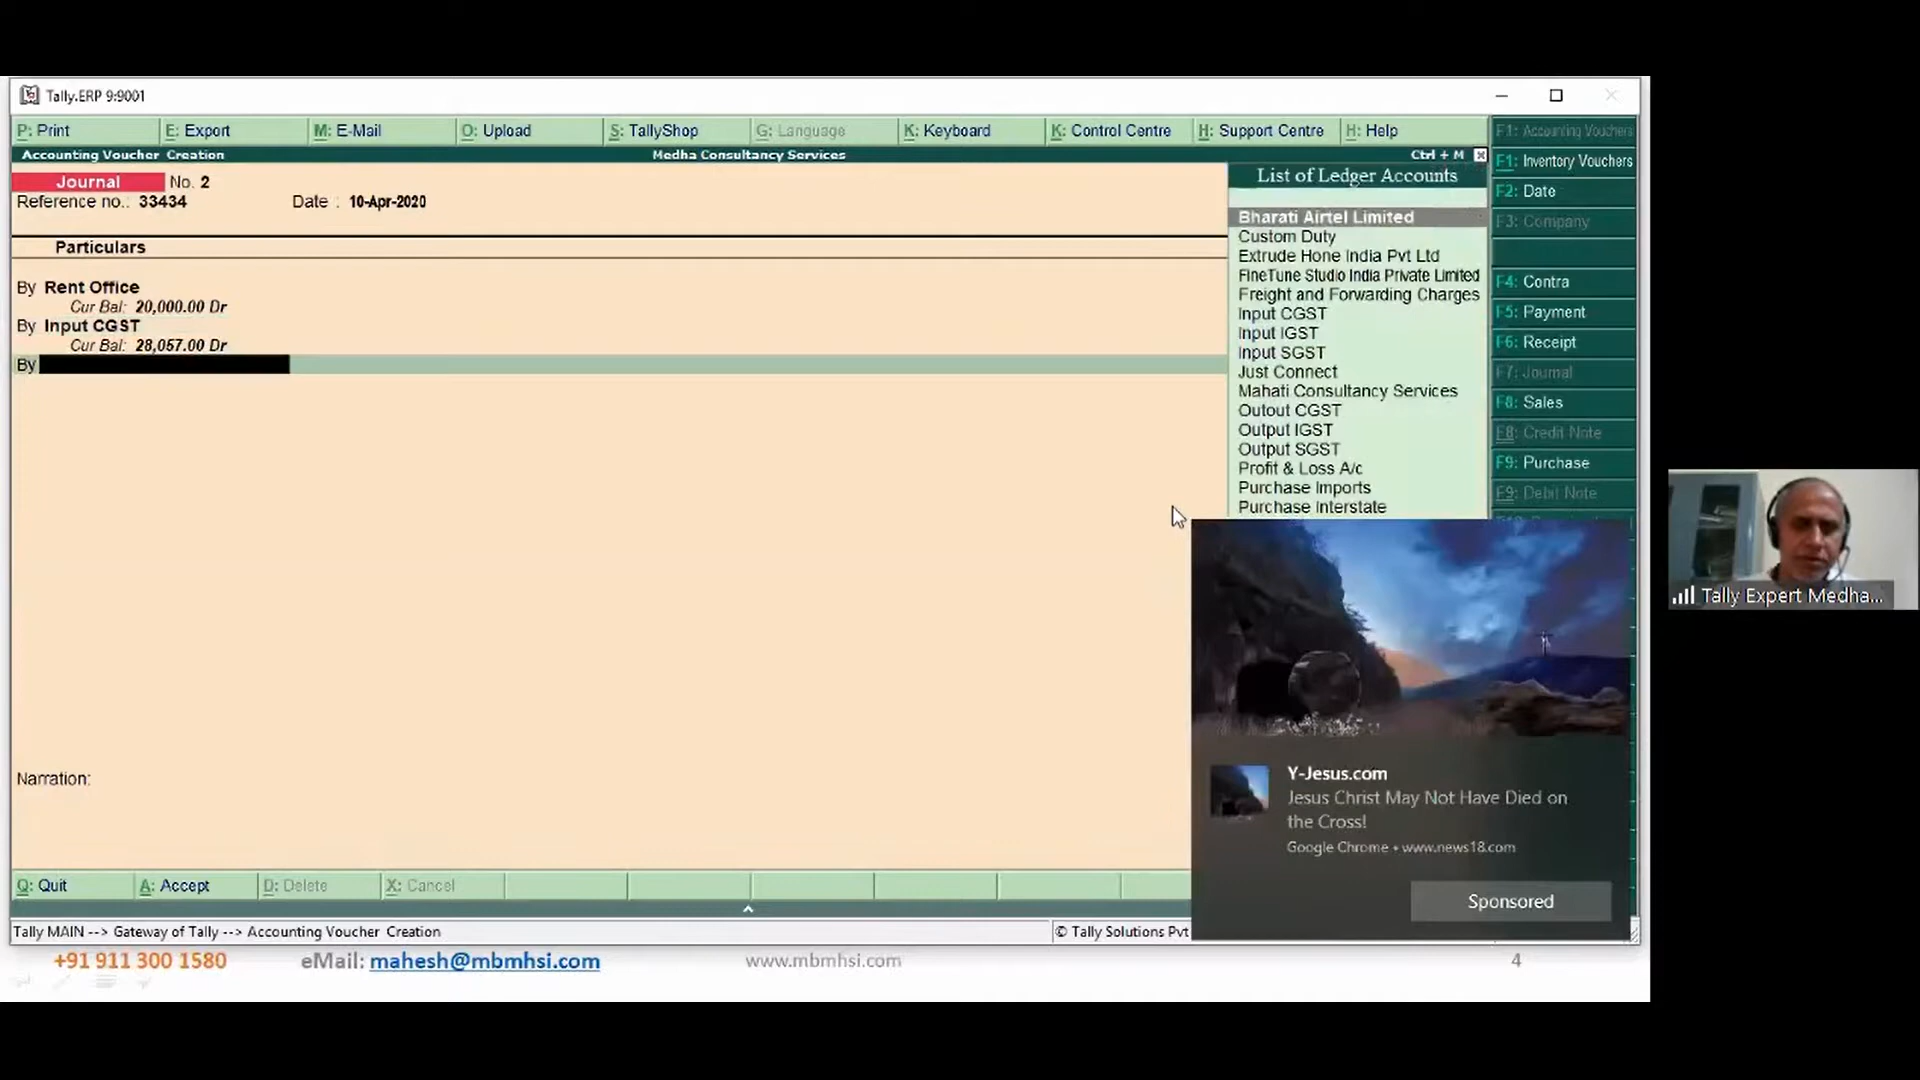 Tally.ERP 9:9001
P: Print
E: Export
M: E-Mail
O: Upload
S: TallyShop
G: Language
K: Keyboard
K: Control Centre
H: Support Centre
H: Help
F1: Accounting Vouchers
Accounting Voucher Creation
Medha Consultancy Services
Ctrl + M
Journal No. 2
Reference no.: 33434
Date : 10-Apr-2020
Particulars
By Rent Office
Cur Bal: 20,000.00 Dr
By Input CGST
Cur Bal: 28,057.00 Dr
By
Narration:
List of Ledger Accounts
Bharati Airtel Limited
Custom Duty
Extrude Hone India Pvt Ltd
FineTune Studio India Private Limited
Freight and Forwarding Charges
Input CGST
Input IGST
Input SGST
Just Connect
Mahati Consultancy Services
Outout CGST
Output IGST
Output SGST
Profit & Loss A/c
Purchase Imports
Purchase Interstate
F1: Inventory Vouchers
F2: Date
F3: Company
F4: Contra
F5: Payment
F6: Receipt
F7: Journal
F8: Sales
F8: Credit Note
F9: Purchase
F9: Debit Note
Y-Jesus.com
Jesus Christ May Not Have Died on
the Cross!
Google Chrome • www.news18.com
Sponsored
Q: Quit
A: Accept
D: Delete
X: Cancel
Tally MAIN --> Gateway of Tally --> Accounting Voucher Creation
© Tally Solutions Pvt
+91 911 300 1580
eMail: mahesh@mbmhsi.com
www.mbmhsi.com
4
Tally Expert Medha...